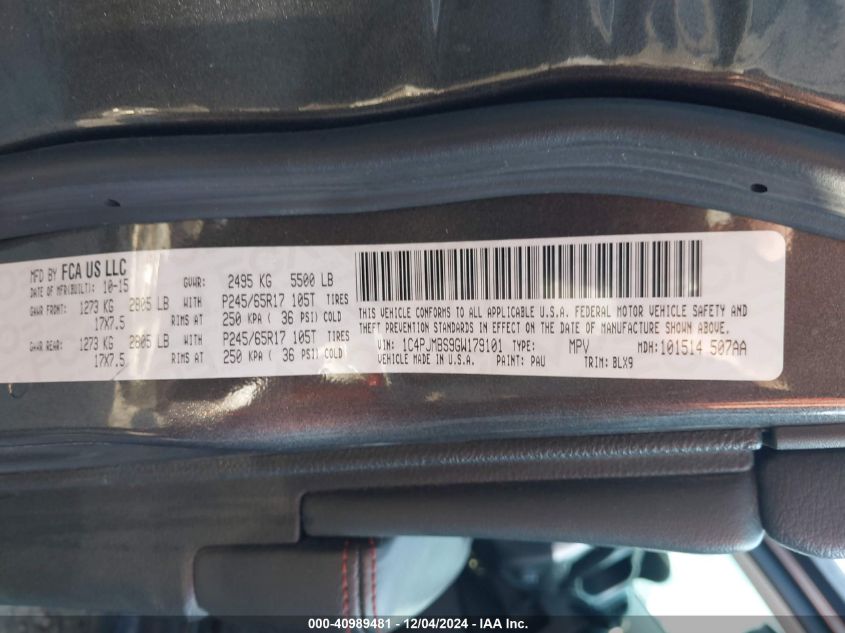 MFD BY FCA US LLC
DATE OF MFR(BUILT): 10-15 GVWR: 2495 KG 5500 LB
GAWR FRONT: 1273 KG 2805 LB WITH P245/65R17 105T TIRES
17X7.5 RIMS AT 250 KPA ( 36 PSI) COLD
GAWR REAR: 1273 KG 2805 LB WITH P245/65R17 105T TIRES
17X7.5 RIMS AT 250 KPA ( 36 PSI) COLD
THIS VEHICLE CONFORMS TO ALL APPLICABLE U.S.A. FEDERAL MOTOR VEHICLE SAFETY AND
THEFT PREVENTION STANDARDS IN EFFECT ON THE DATE OF MANUFACTURE SHOWN ABOVE.
VIN: 1C4PJMBS9GW179101 TYPE: MPV MDH: 101514 507AA
VEHICLE MADE IN U.S.A. PAINT: PAU TRIM: BLX9
000-40989481 - 12/04/2024 - IAA Inc.